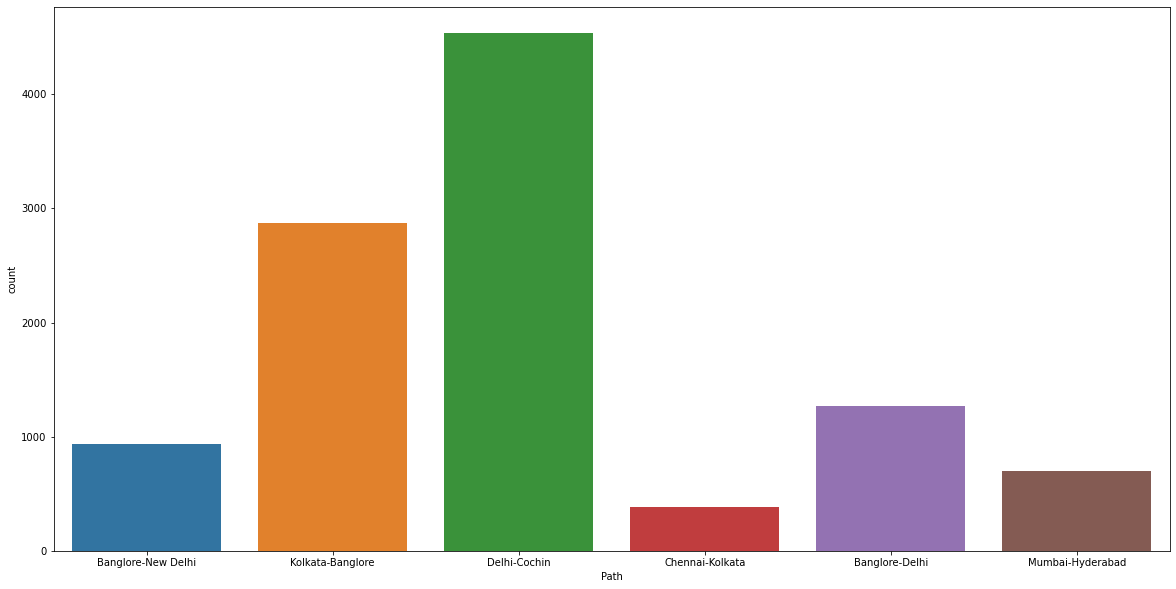 4000
3000
2000
1000
0
count
Banglore-New Delhi
Kolkata-Banglore
Delhi-Cochin
Chennai-Kolkata
Banglore-Delhi
Mumbai-Hyderabad
Path